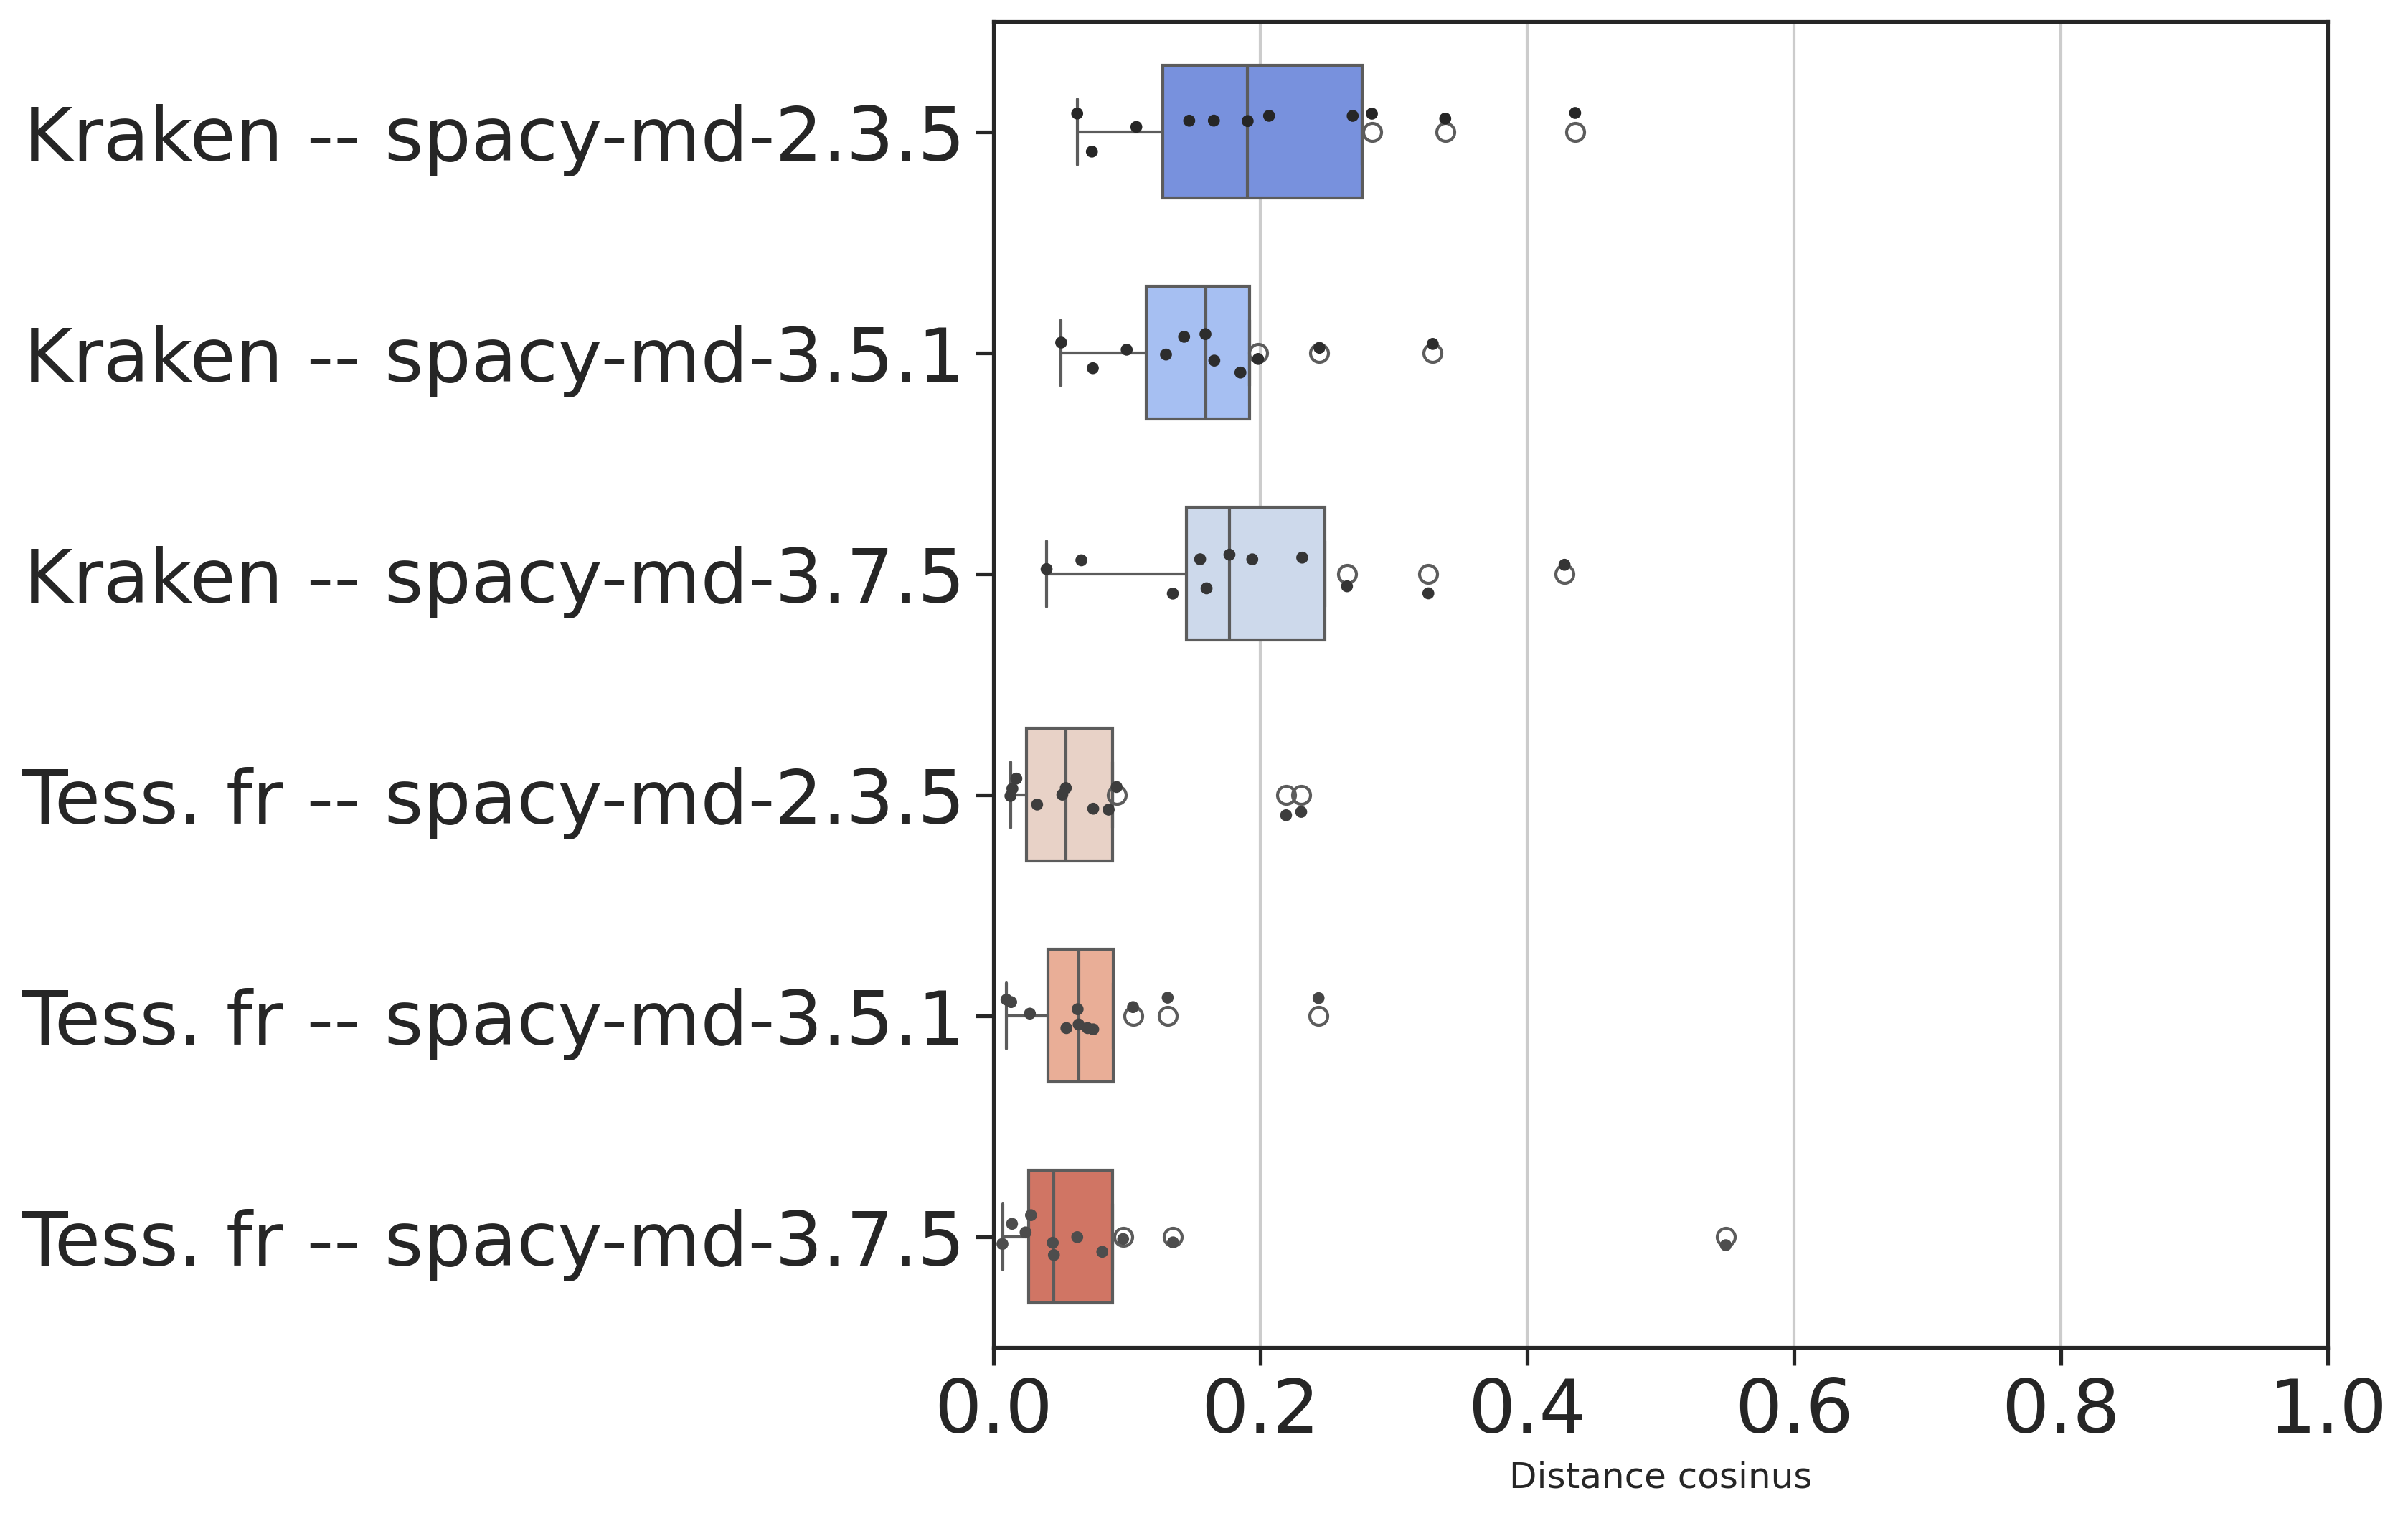 Kraken -- spacy-md-2.3.5
Kraken -- spacy-md-3.5.1
Kraken -- spacy-md-3.7.5
Tess. fr -- spacy-md-2.3.5
Tess. fr -- spacy-md-3.5.1
Tess. fr -- spacy-md-3.7.5
0.0 0.2 0.4 0.6 0.8 1.0
Distance cosinus